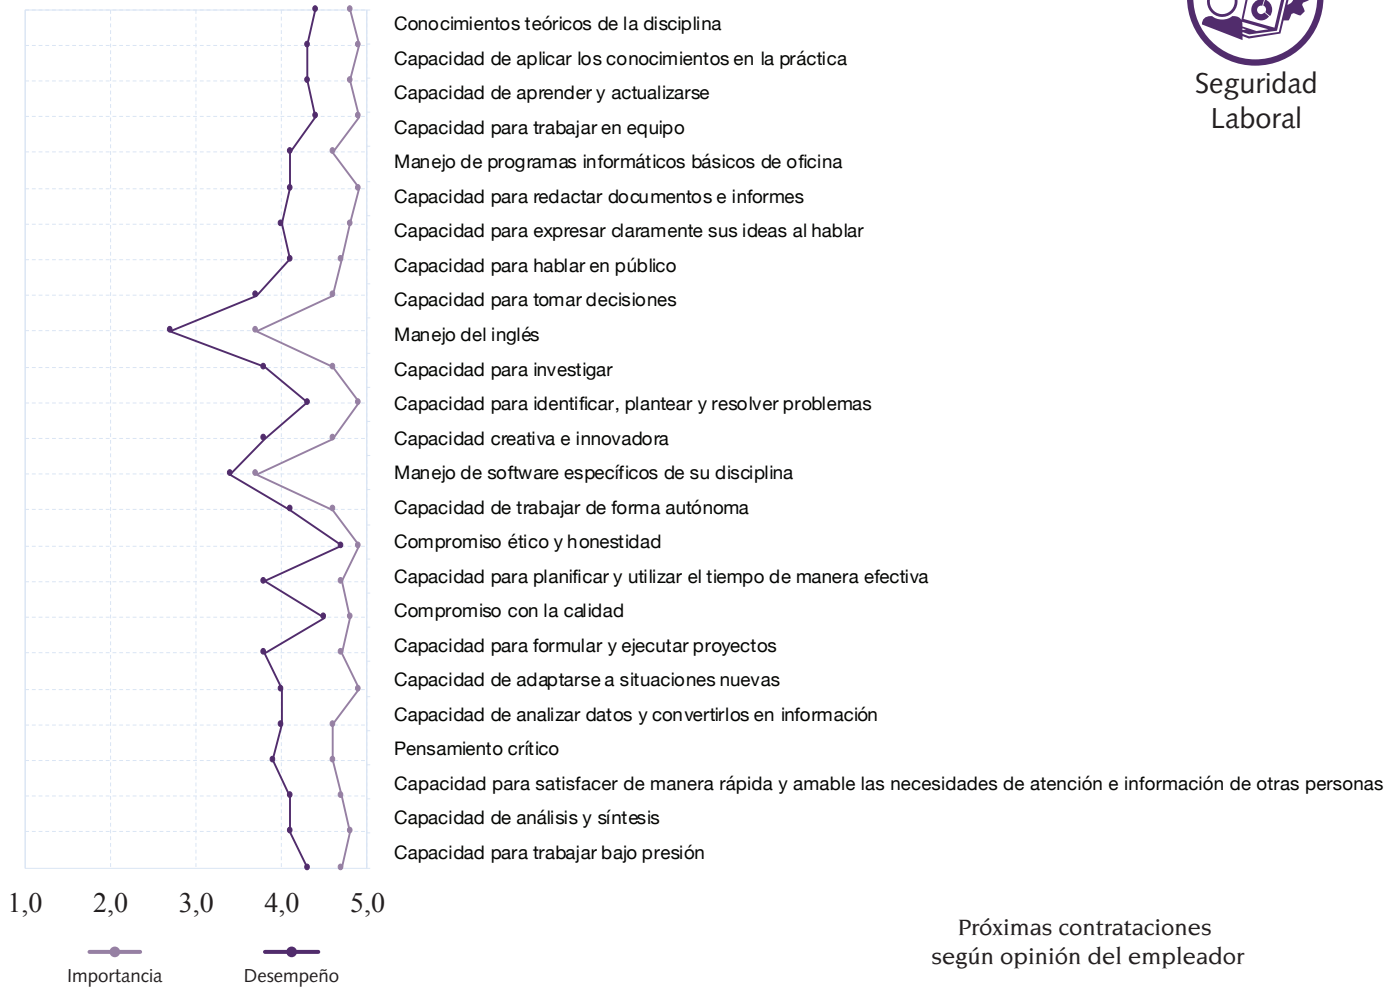 Conocimientos teóricos de la disciplina
Capacidad de aplicar los conocimientos en la práctica
Capacidad de aprender y actualizarse
Capacidad para trabajar en equipo
Manejo de programas informáticos básicos de oficina
Capacidad para redactar documentos e informes
Capacidad para expresar claramente sus ideas al hablar
Capacidad para hablar en público
Capacidad para tomar decisiones
Manejo del inglés
Capacidad para investigar
Capacidad para identificar, plantear y resolver problemas
Capacidad creativa e innovadora
Manejo de software específicos de su disciplina
Capacidad de trabajar de forma autónoma
Compromiso ético y honestidad
Capacidad para planificar y utilizar el tiempo de manera efectiva
Compromiso con la calidad
Capacidad para formular y ejecutar proyectos
Capacidad de adaptarse a situaciones nuevas
Capacidad de analizar datos y convertirlos en información
Pensamiento crítico
Capacidad para satisfacer de manera rápida y amable las necesidades de atención e información de otras personas
Capacidad de análisis y síntesis
Capacidad para trabajar bajo presión
1,0 2,0 3,0 4,0 5,0
Importancia Desempeño
Seguridad
Laboral
Próximas contrataciones
según opinión del empleador